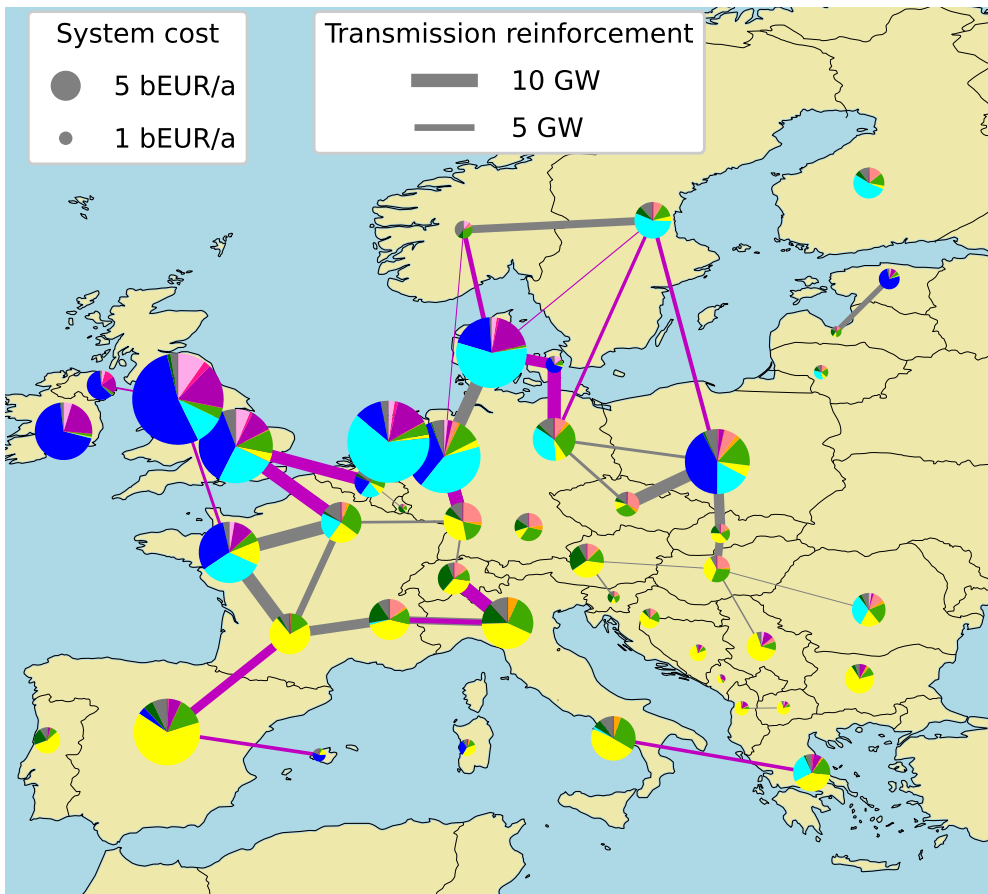 System cost
5 bEUR/a
1 bEUR/a
Transmission reinforcement
10 GW
5 GW